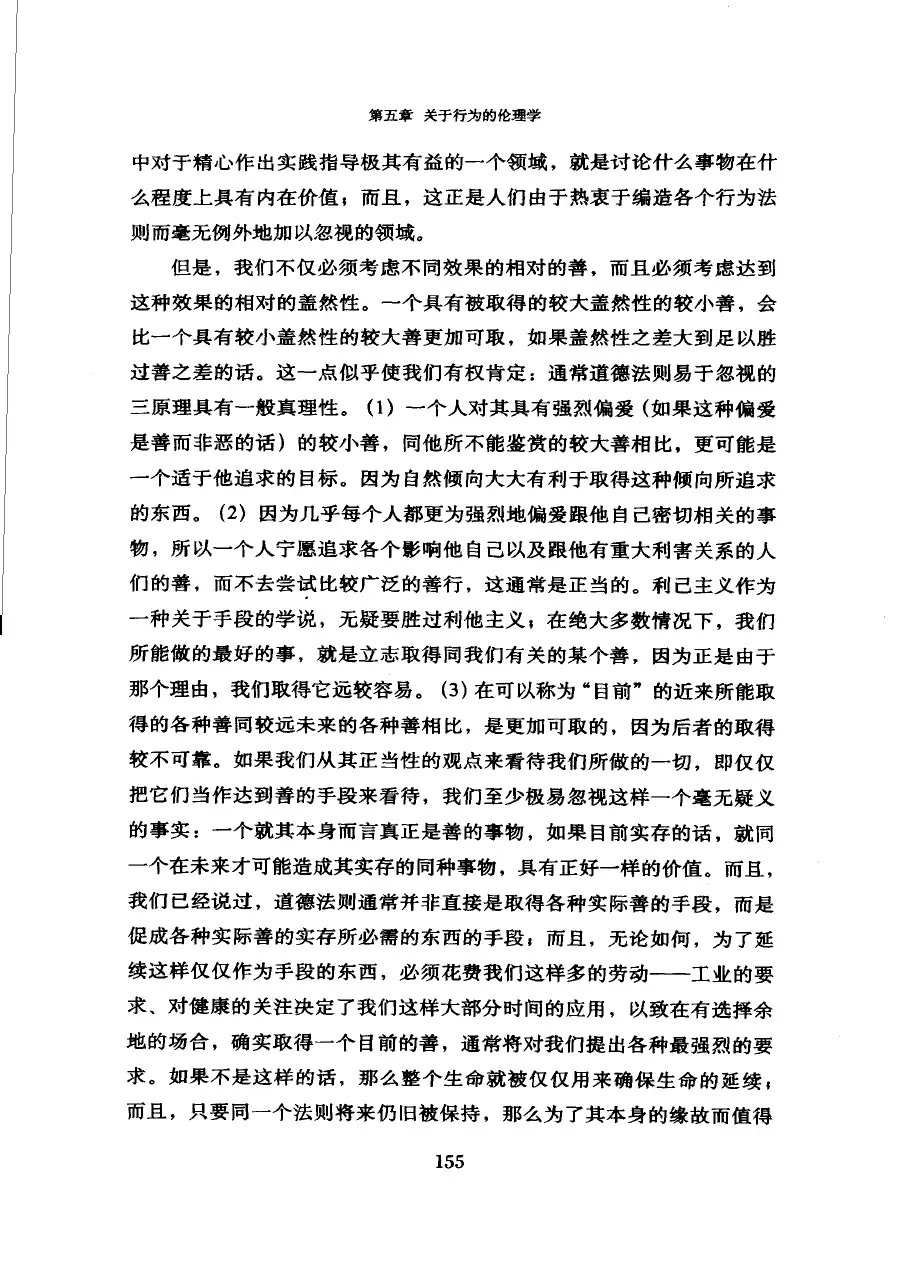 第五章 关于行为的伦理学
中对于精心作出实践指导极其有益的一个领域，就是讨论什么事物在什
么程度上具有内在价值；而且，这正是人们由于热衷于编造各个行为法
则而毫无例外地加以忽视的领域。
但是，我们不仅必须考虑不同效果的相对的善，而且必须考虑达到
这种效果的相对的盖然性。一个具有被取得的较大盖然性的较小善，会
比一个具有较小盖然性的较大善更加可取，如果盖然性之差大到足以胜
过善之差的话。这一点似乎使我们有权肯定：通常道德法则易于忽视的
三原理具有一般真理性。(1) 一个人对其具有强烈偏爱 (如果这种偏爱
是善而非恶的话) 的较小善，同他所不能鉴赏的较大善相比，更可能是
一个适于他追求的目标。因为自然倾向大大有利于取得这种倾向所追求
的东西。(2) 因为几乎每个人都更为强烈地偏爱跟他自己密切相关的事
物，所以一个人宁愿追求各个影响他自己以及跟他有重大利害关系的人
们的善，而不去尝试比较广泛的善行，这通常是正当的。利己主义作为
一种关于手段的学说，无疑要胜过利他主义；在绝大多数情况下，我们
所能做的最好的事，就是立志取得同我们有关的某个善，因为正是由于
那个理由，我们取得它远较容易。(3) 在可以称为“目前”的近来所能取
得的各种善同较远未来的各种善相比，是更加可取的，因为后者的取得
较不可靠。如果我们从其正当性的观点来看待我们所做的一切，即仅仅
把它们当作达到善的手段来看待，我们至少极易忽视这样一个毫无疑义
的事实：一个就其本身而言真正是善的事物，如果目前实存的话，就同
一个在未来才可能造成其实存的同种事物，具有正好一样的价值。而且，
我们已经说过，道德法则通常并非直接是取得各种实际善的手段，而是
促成各种实际善的实存所必需的东西的手段；而且，无论如何，为了延
续这样仅仅作为手段的东西，必须花费我们这样多的劳动——工业的要
求、对健康的关注决定了我们这样大部分时间的应用，以致在有选择余
地的场合，确实取得一个目前的善，通常将对我们提出各种最强烈的要
求。如果不是这样的话，那么整个生命就被仅仅用来确保生命的延续；
而且，只要同一个法则将来仍旧被保持，那么为了其本身的缘故而值得
155